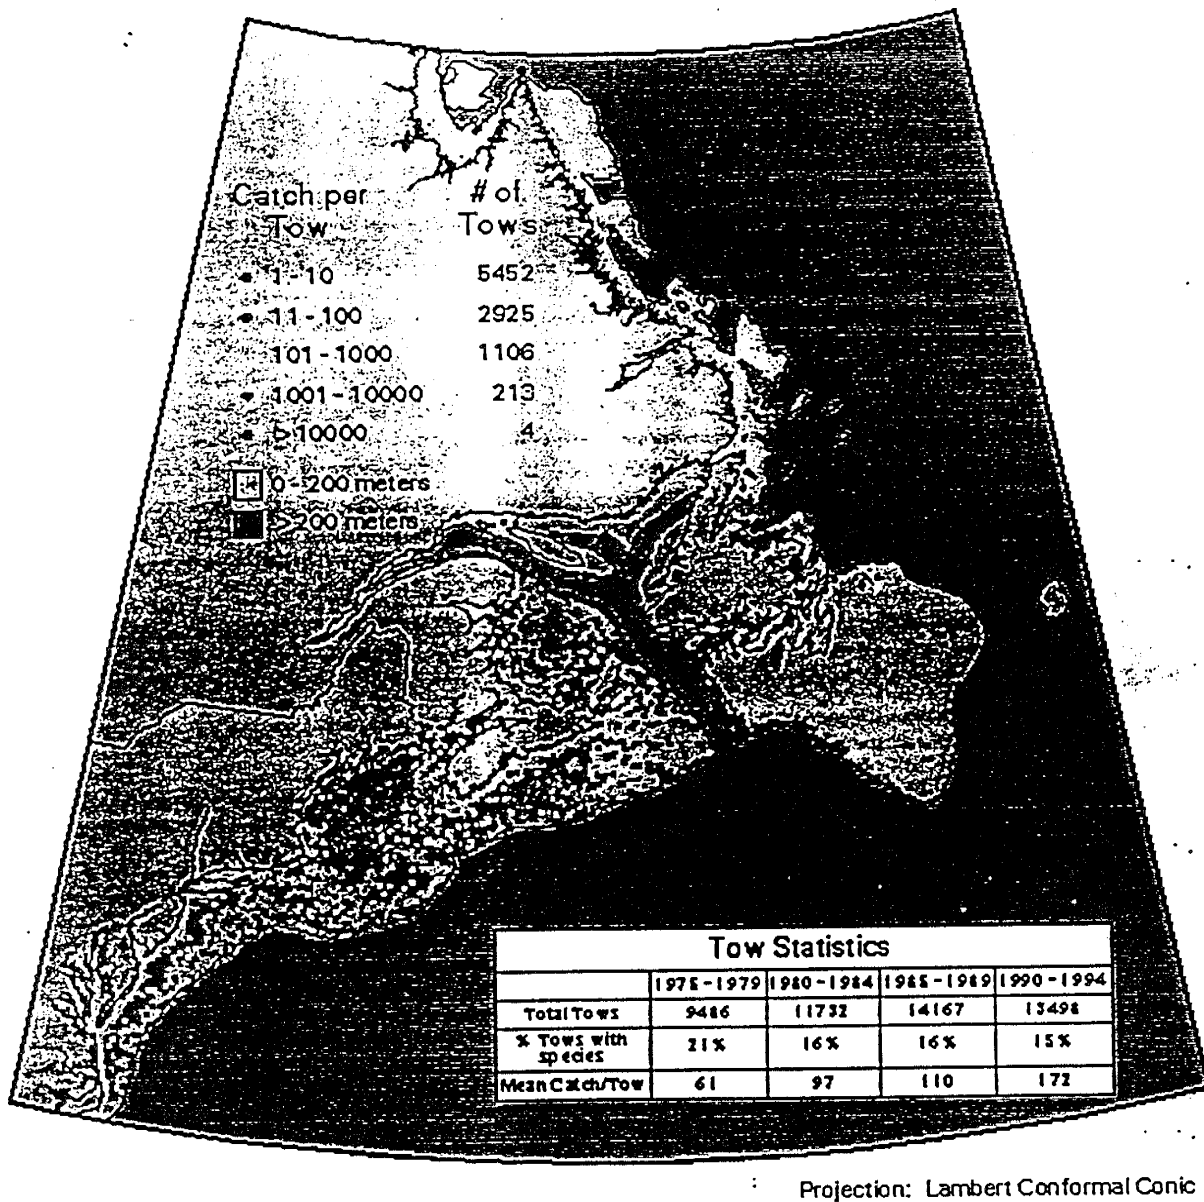 Catch per Tow # of Tows
1 - 10 5452
11 - 100 2925
101 - 1000 1106
1001 - 10000 213
>10000 4
0 - 200 meters
>200 meters
Tow Statistics
1975 - 1979 1980 - 1984 1985 - 1989 1990 - 1994
Total Tows 9486 11732 14167 13498
% Tows with species 21% 16% 16% 15%
Mean Catch/Tow 61 97 110 172
Projection: Lambert Conformal Conic